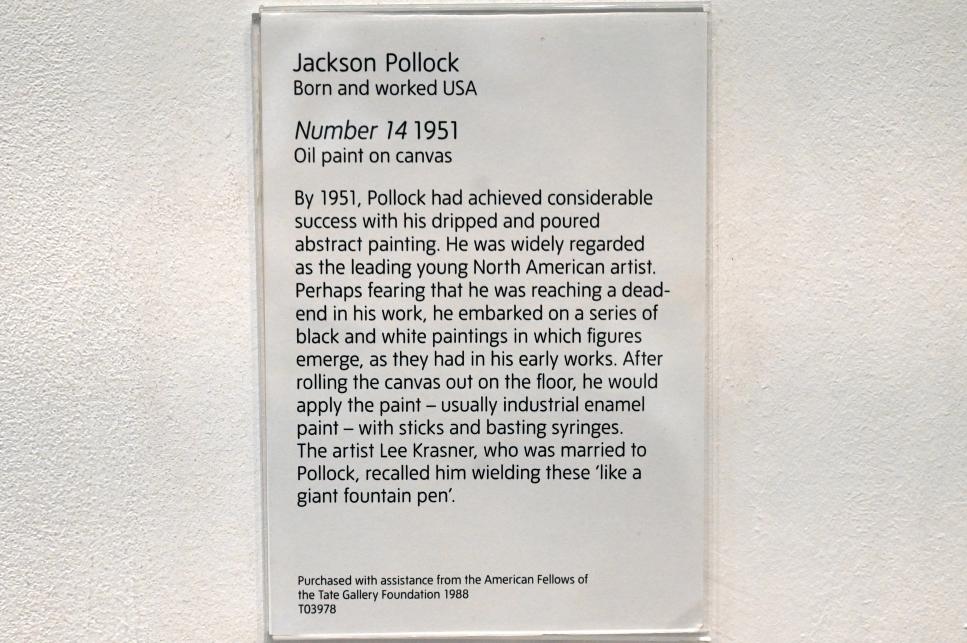 Jackson Pollock
Born and worked USA
Number 14 1951
Oil paint on canvas
By 1951, Pollock had achieved considerable
success with his dripped and poured
abstract painting. He was widely regarded
as the leading young North American artist.
Perhaps fearing that he was reaching a dead-
end in his work, he embarked on a series of
black and white paintings in which figures
emerge, as they had in his early works. After
rolling the canvas out on the floor, he would
apply the paint – usually industrial enamel
paint – with sticks and basting syringes.
The artist Lee Krasner, who was married to
Pollock, recalled him wielding these ‘like a
giant fountain pen’.
Purchased with assistance from the American Fellows of
the Tate Gallery Foundation 1988
T03978